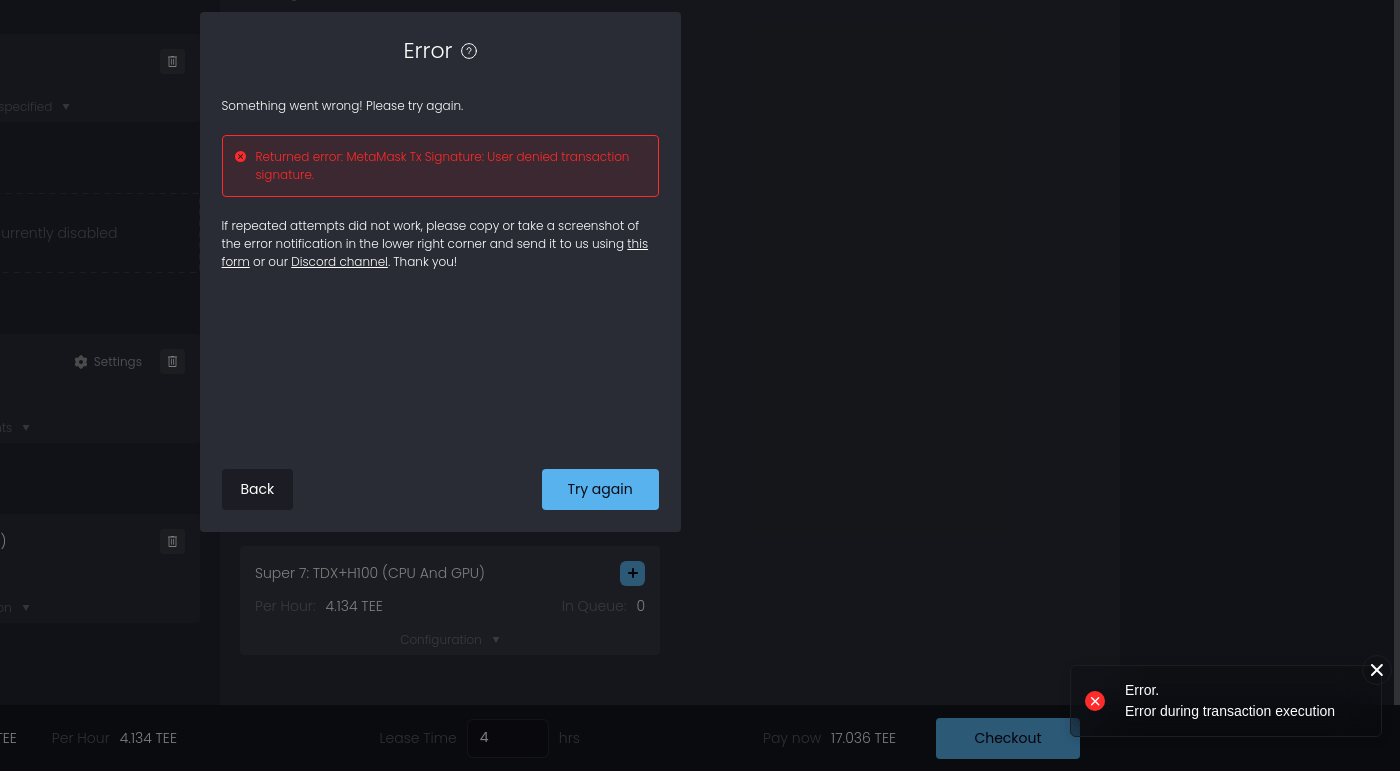 Error
Something went wrong! Please try again.
specified
Returned error: MetaMask Tx Signature: User denied transaction
signature.
If repeated attempts did not work, please copy or take a screenshot of
the error notification in the lower right corner and send it to us using this
form or our Discord channel. Thank you!
urrently disabled
Settings
nts
Back
Try again
)
on
Super 7: TDX+H100 (CPU And GPU)
Per Hour: 4.134 TEE
In Queue: 0
Configuration
Error.
Error during transaction execution
TEE
Per Hour 4.134 TEE
Lease Time 4 hrs
Pay now 17.036 TEE
Checkout